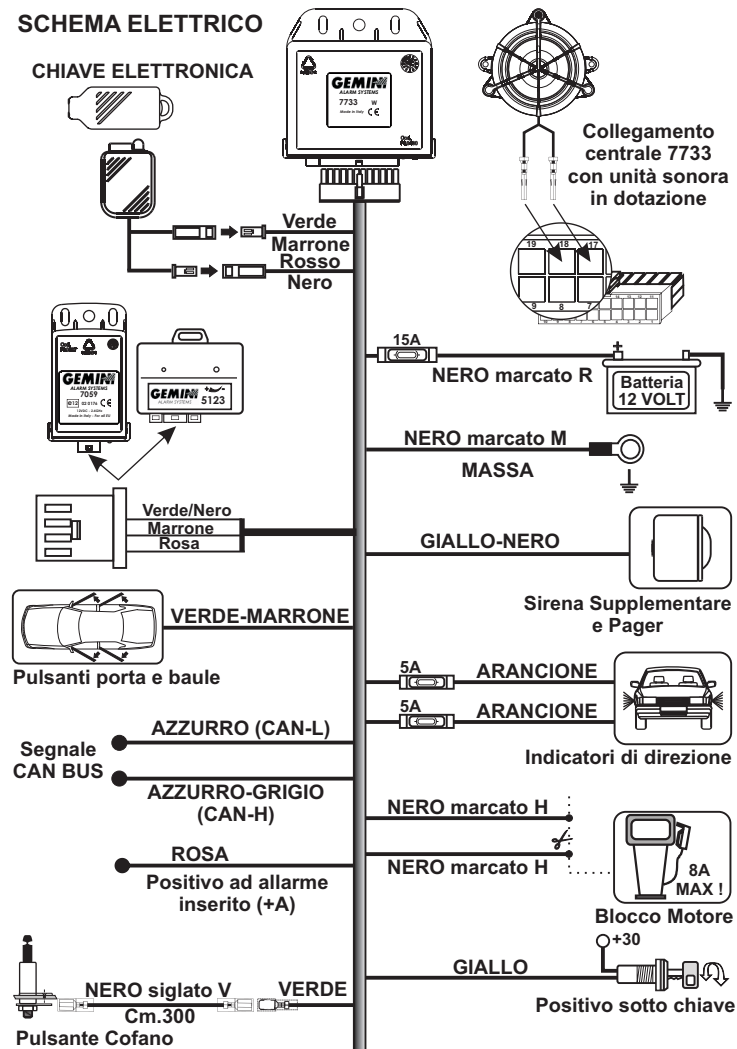 SCHEMA ELETTRICO
CHIAVE ELETTRONICA
GEMINI
ALARM SYSTEMS
7733 W
Made in Italy CE
Collegamento
centrale 7733
con unità sonora
in dotazione
Verde
Marrone
Rosso
Nero
19 18 17
9 8 7
GEMINI
ALARM SYSTEMS
7059
GEMINI
ALARM SYSTEMS
5123
15A
NERO marcato R
+
Batteria
12 VOLT
NERO marcato M
MASSA
Verde/Nero
Marrone
Rosa
GIALLO-NERO
Sirena Supplementare
e Pager
VERDE-MARRONE
Pulsanti porta e baule
5A
ARANCIONE
5A
ARANCIONE
Indicatori di direzione
Segnale
CAN BUS
AZZURRO (CAN-L)
AZZURRO-GRIGIO
(CAN-H)
NERO marcato H
NERO marcato H
8A
MAX !
Blocco Motore
ROSA
Positivo ad allarme
inserito (+A)
+30
GIALLO
Positivo sotto chiave
NERO siglato V
Cm.300
VERDE
Pulsante Cofano